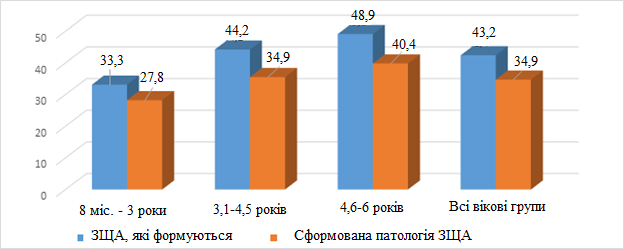 48,9
44,2
43,2
50
40,4
33,3
34,9
34,9
40
27,8
30
20
10
0
8 міс. - 3 роки
3,1-4,5 років
4,6-6 років
Всі вікові групи
ЗЩА, які формуються
Сформована патологія ЗЩА